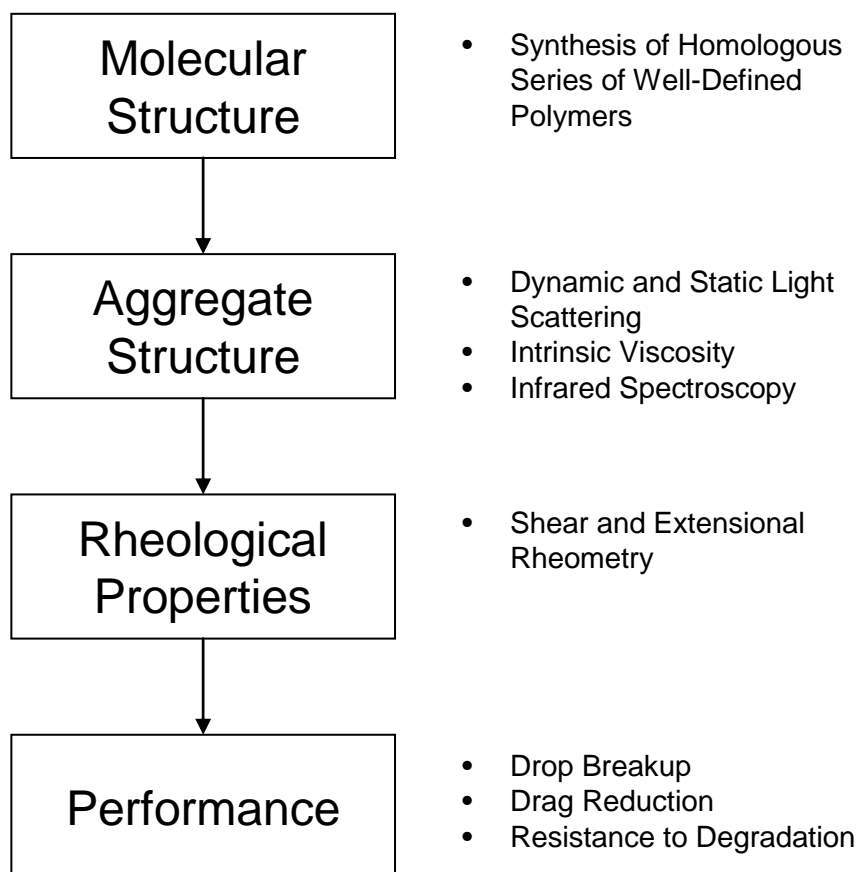 Molecular
Structure
• Synthesis of Homologous
Series of Well-Defined
Polymers
Aggregate
Structure
• Dynamic and Static Light
Scattering
• Intrinsic Viscosity
• Infrared Spectroscopy
Rheological
Properties
• Shear and Extensional
Rheometry
Performance
• Drop Breakup
• Drag Reduction
• Resistance to Degradation